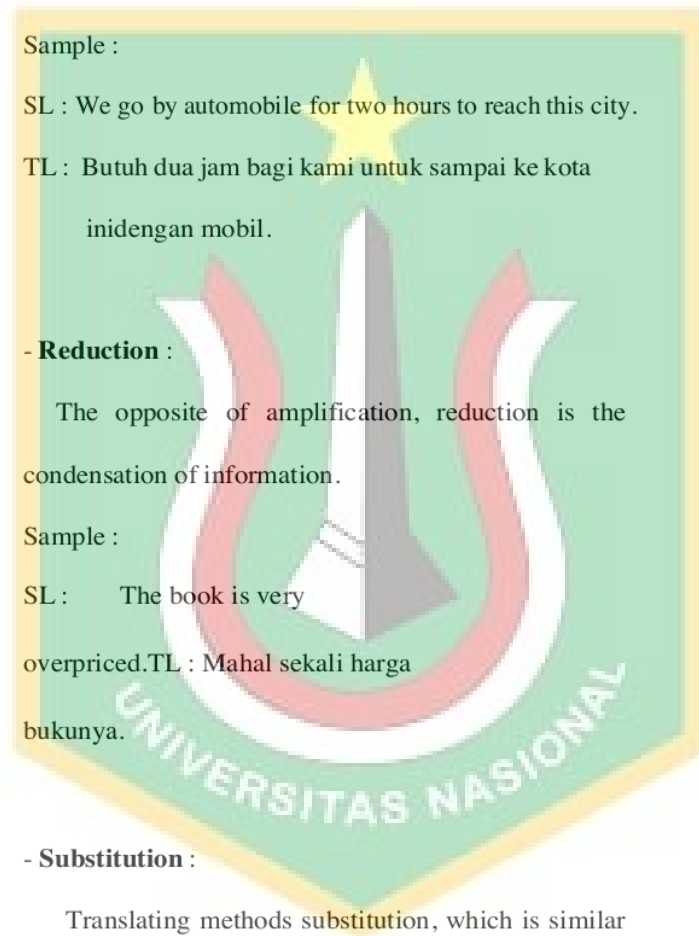 Sample :
SL : We go by automobile for two hours to reach this city.
TL : Butuh dua jam bagi kami untuk sampai ke kota
inidengan mobil.
- Reduction :
The opposite of amplification, reduction is the
condensation of information.
Sample :
SL : The book is very
overpriced.TL : Mahal sekali harga
bukunya.
UNIVERSITAS NASIONAL
- Substitution :
Translating methods substitution, which is similar